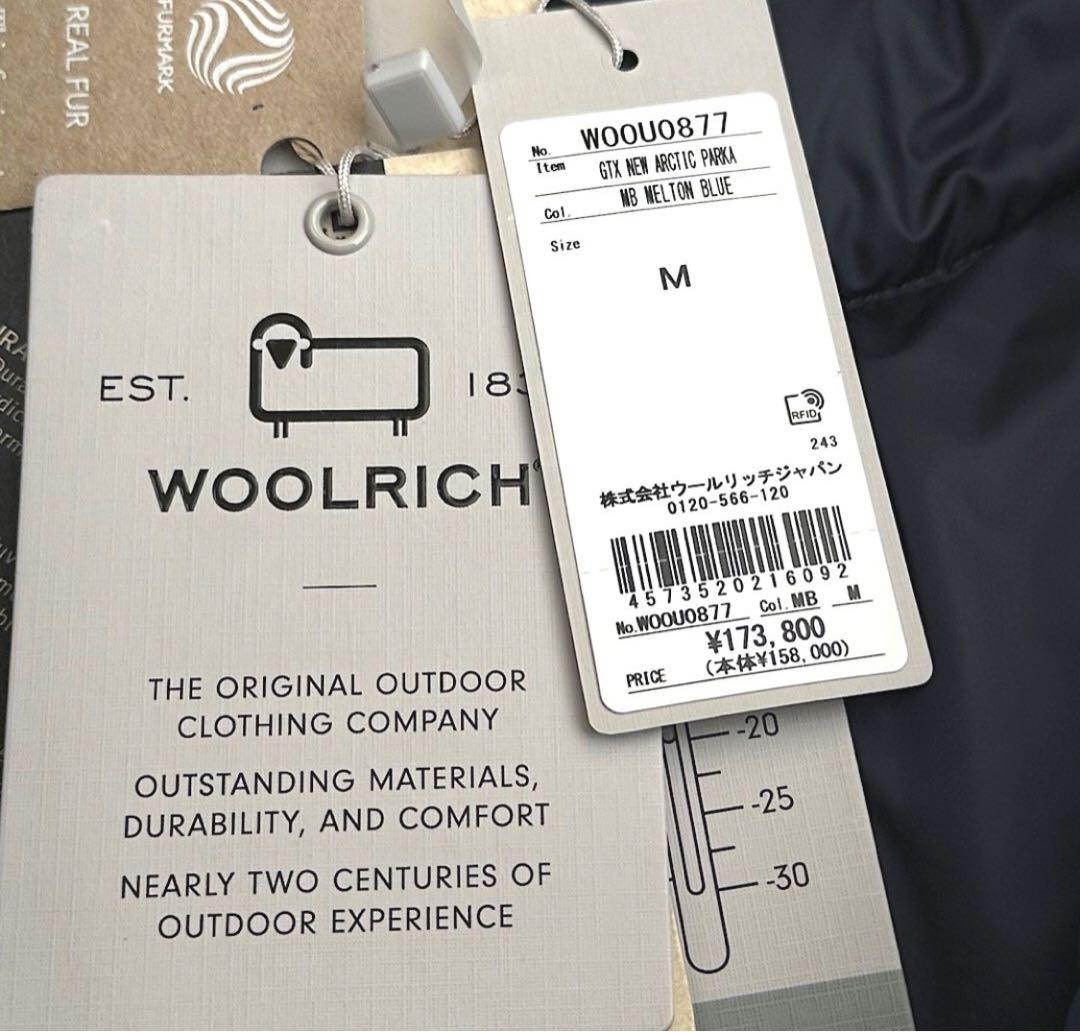 REAL FUR
FURMARK
EST.
WOOLRICH
THE ORIGINAL OUTDOOR
CLOTHING COMPANY
OUTSTANDING MATERIALS,
DURABILITY, AND COMFORT
NEARLY TWO CENTURIES OF
OUTDOOR EXPERIENCE
No. WOOU0877
Item GTX NEW ARCTIC PARKA
Col. MB MELTON BLUE
Size
M
RFID
243
株式会社ウールリッチジャパン
0120-566-120
4573520216092
No.WOOU0877 Col.MB M
¥173,800
PRICE (本体¥158,000)
-20
-25
-30